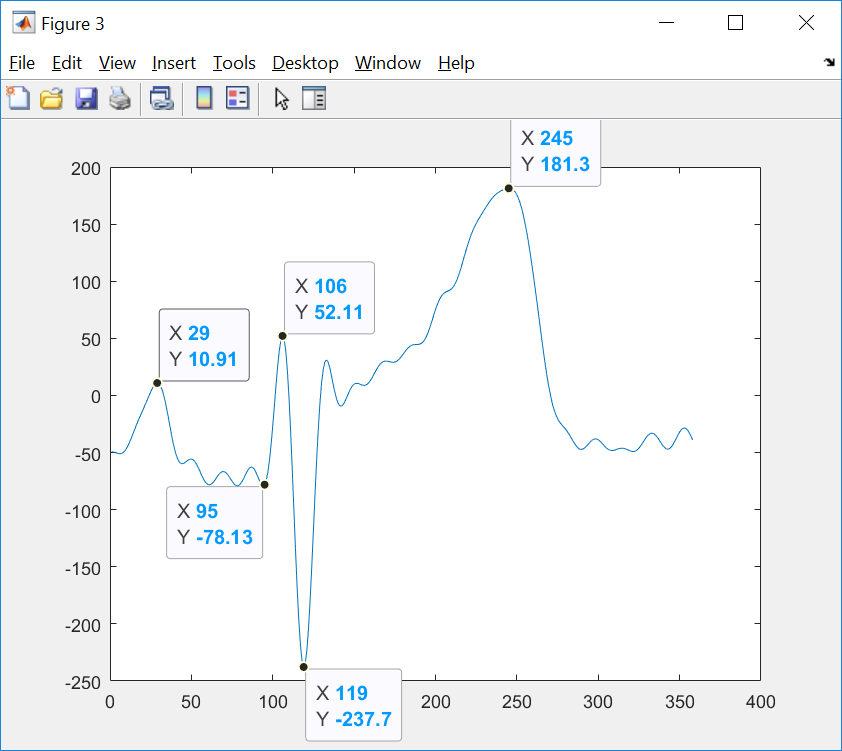 Figure 3
File Edit View Insert Tools Desktop Window Help
X 245
Y 181.3
200
150
100
50
0
-50
-100
-150
-200
-250
X 106
Y 52.11
X 29
Y 10.91
X 95
Y -78.13
X 119
Y -237.7
0 50 100 200 250 300 350 400